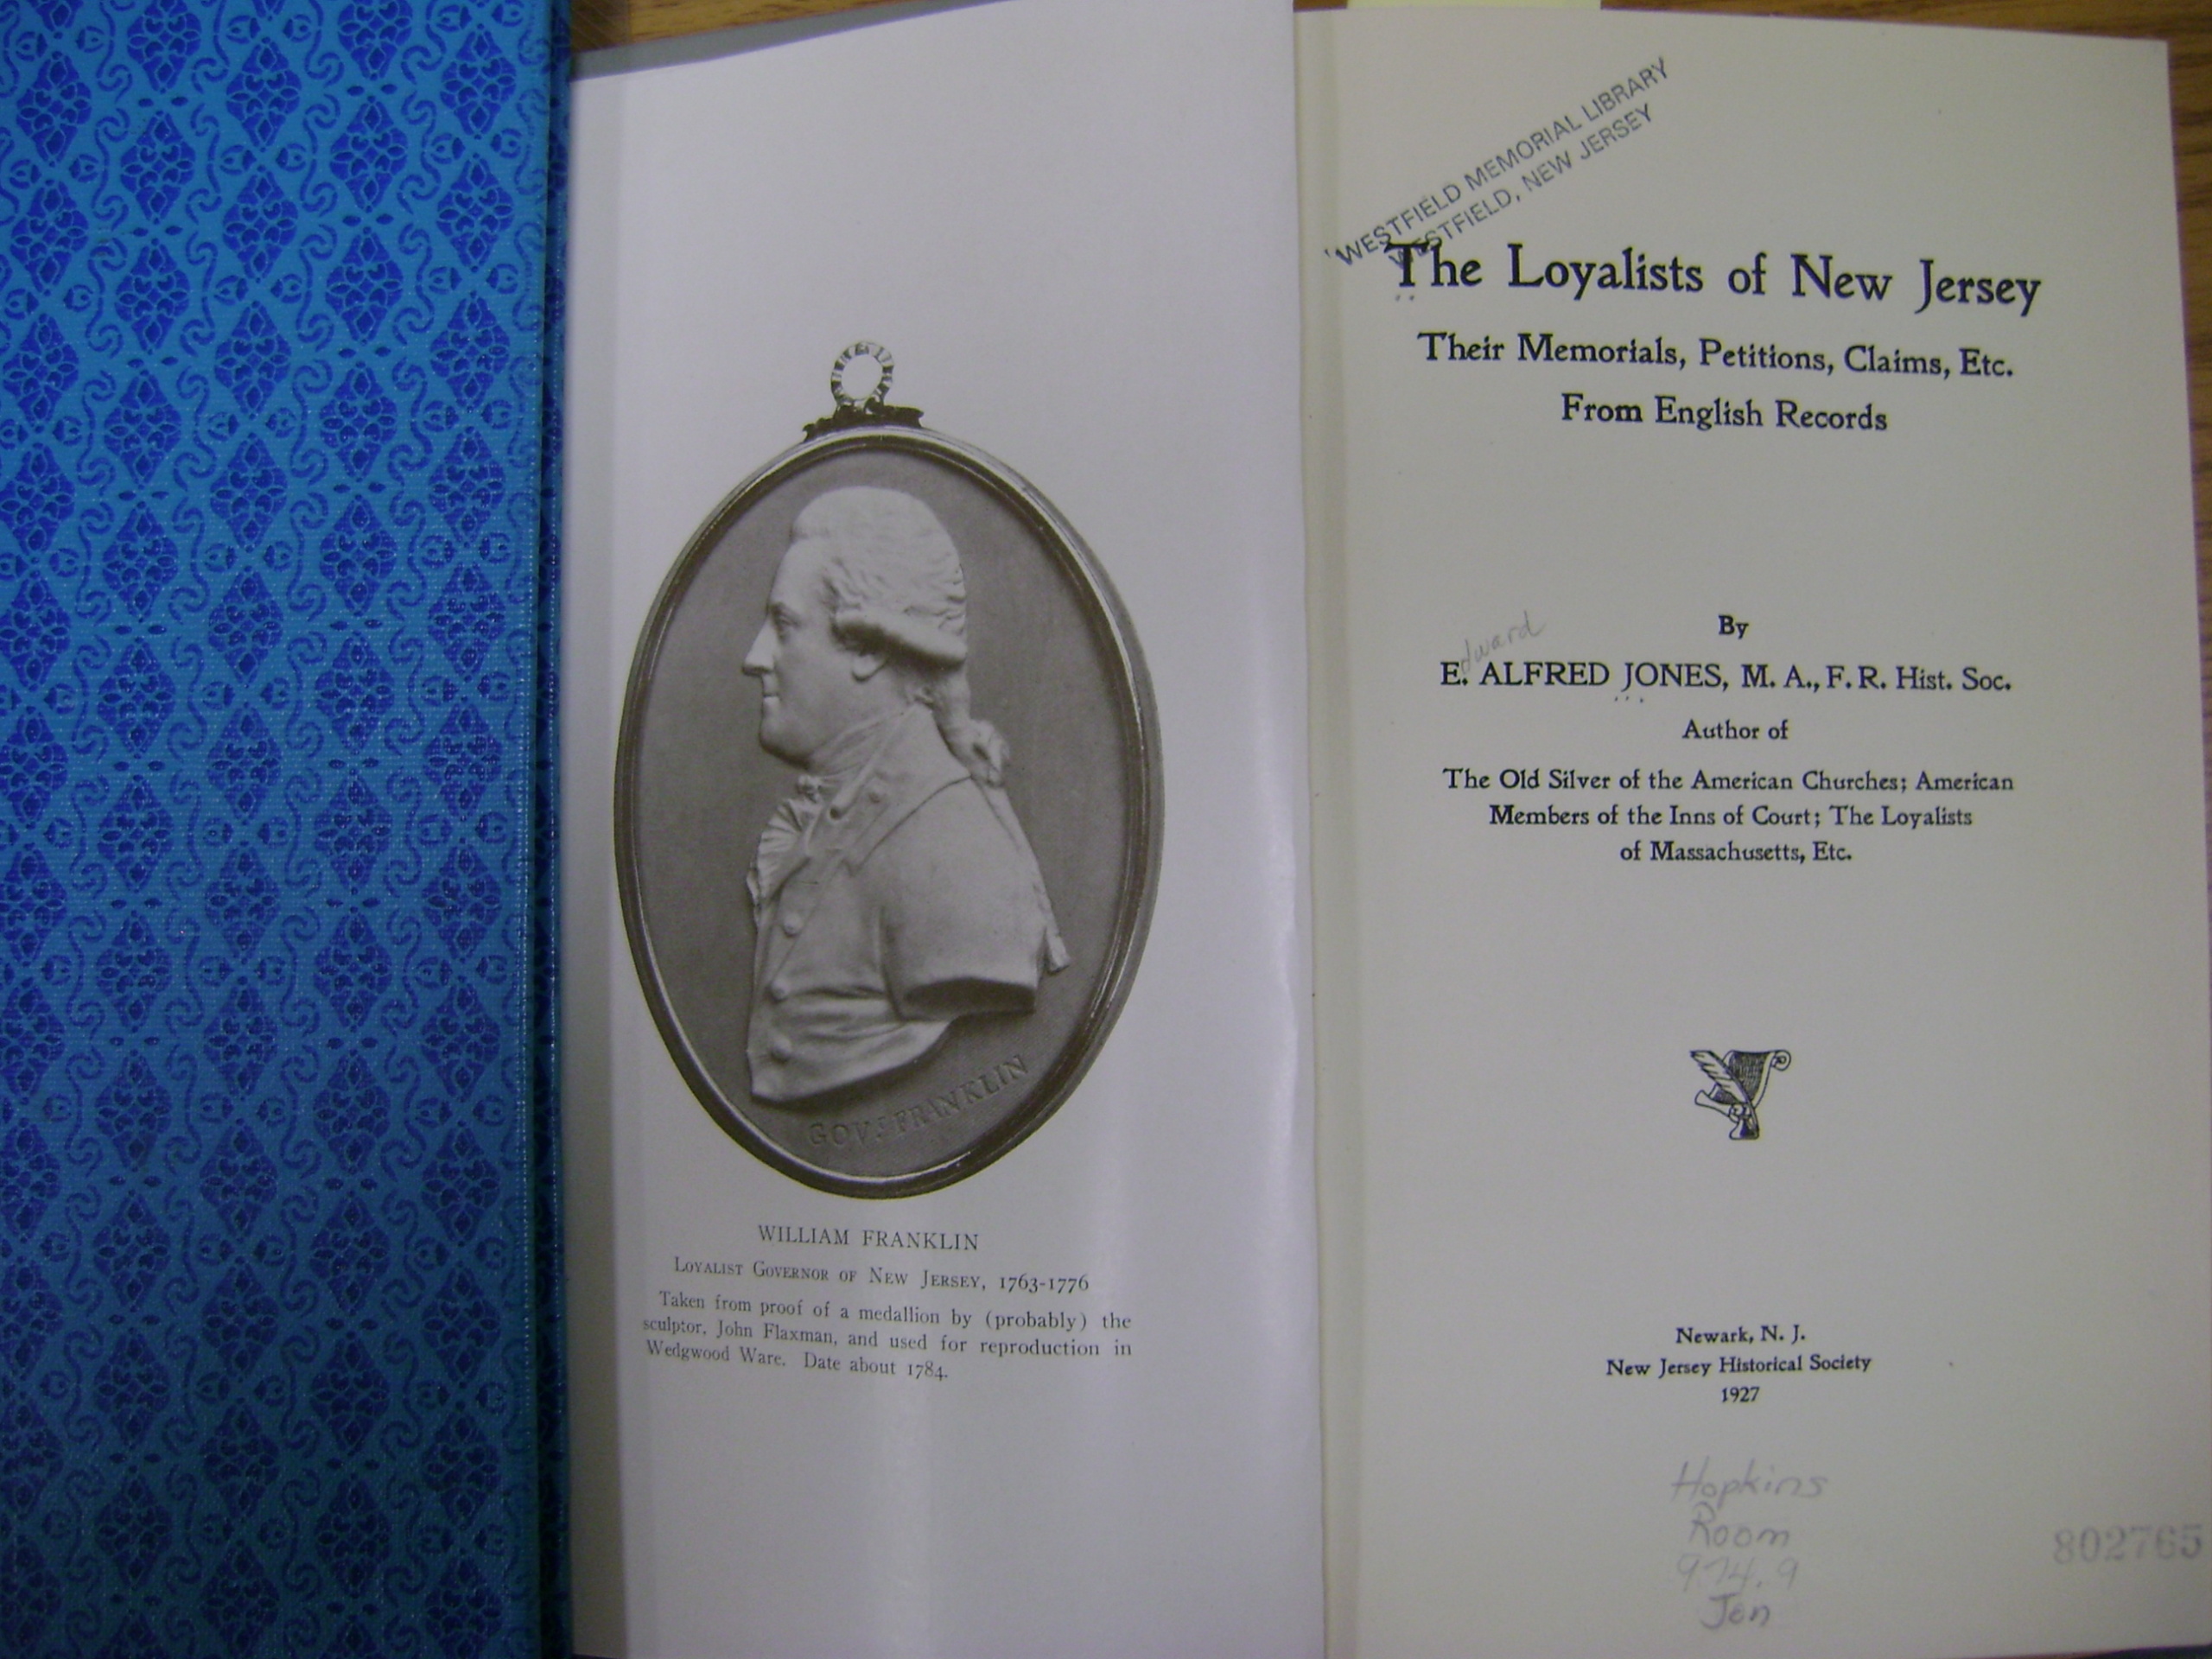 GOVR. FRANKLIN
WILLIAM FRANKLIN
LOYALIST GOVERNOR OF NEW JERSEY, 1763-1776
Taken from proof of a medallion by (probably) the
sculptor, John Flaxman, and used for reproduction in
Wedgwood Ware. Date about 1784.
WESTFIELD MEMORIAL LIBRARY
WESTFIELD, NEW JERSEY
The Loyalists of New Jersey
Their Memorials, Petitions, Claims, Etc.
From English Records
By
dward
E. ALFRED JONES, M. A., F. R. Hist. Soc.
Author of
The Old Silver of the American Churches; American
Members of the Inns of Court; The Loyalists
of Massachusetts, Etc.
Newark, N. J.
New Jersey Historical Society
1927
Hopkins
Room
974.9
Jon
802765